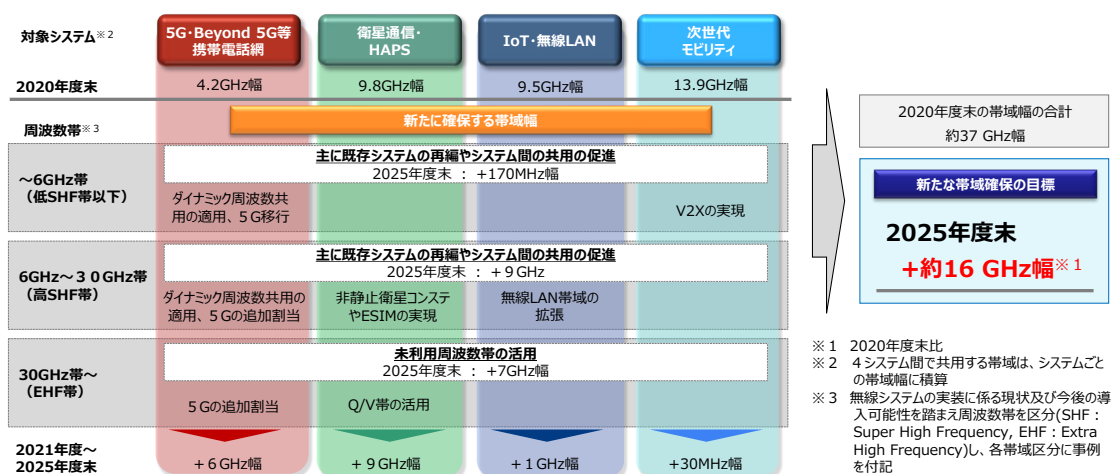 対象システム※2
5G・Beyond 5G等
携帯電話網
衛星通信・
HAPS
IoT・無線LAN
次世代
モビリティ
2020年度末
4.2GHz幅
9.8GHz幅
9.5GHz幅
13.9GHz幅
周波数帯※3
新たに確保する帯域幅
～6GHz帯
（低SHF帯以下）
主に既存システムの再編やシステム間の共用の促進
2025年度末 ： +170MHz幅
ダイナミック周波数共
用の適用、５G移行
V2Xの実現
6GHz～３０GHz帯
（高SHF帯）
主に既存システムの再編やシステム間の共用の促進
2025年度末 ： +９GHz
ダイナミック周波数共用の
適用、５Gの追加割当
非静止衛星コンステ
やESIMの実現
無線LAN帯域の
拡張
30GHz帯～
（EHF帯）
未利用周波数帯の活用
2025年度末 ： +7GHz幅
５Gの追加割当
Q/V帯の活用
2021年度～
2025年度末
+６GHz幅
+９GHz幅
+１GHz幅
+30MHz幅
2020年度末の帯域幅の合計
約37 GHz幅
新たな帯域確保の目標
2025年度末
+約16 GHz幅※１
※１ 2020年度末比
※２ ４システム間で共用する帯域は、システムごと
の帯域幅に積算
※３ 無線システムの実装に係る現状及び今後の導
入可能性を踏まえ周波数帯を区分(SHF：
Super High Frequency, EHF：Extra
High Frequency)し、各帯域区分に事例
を付記